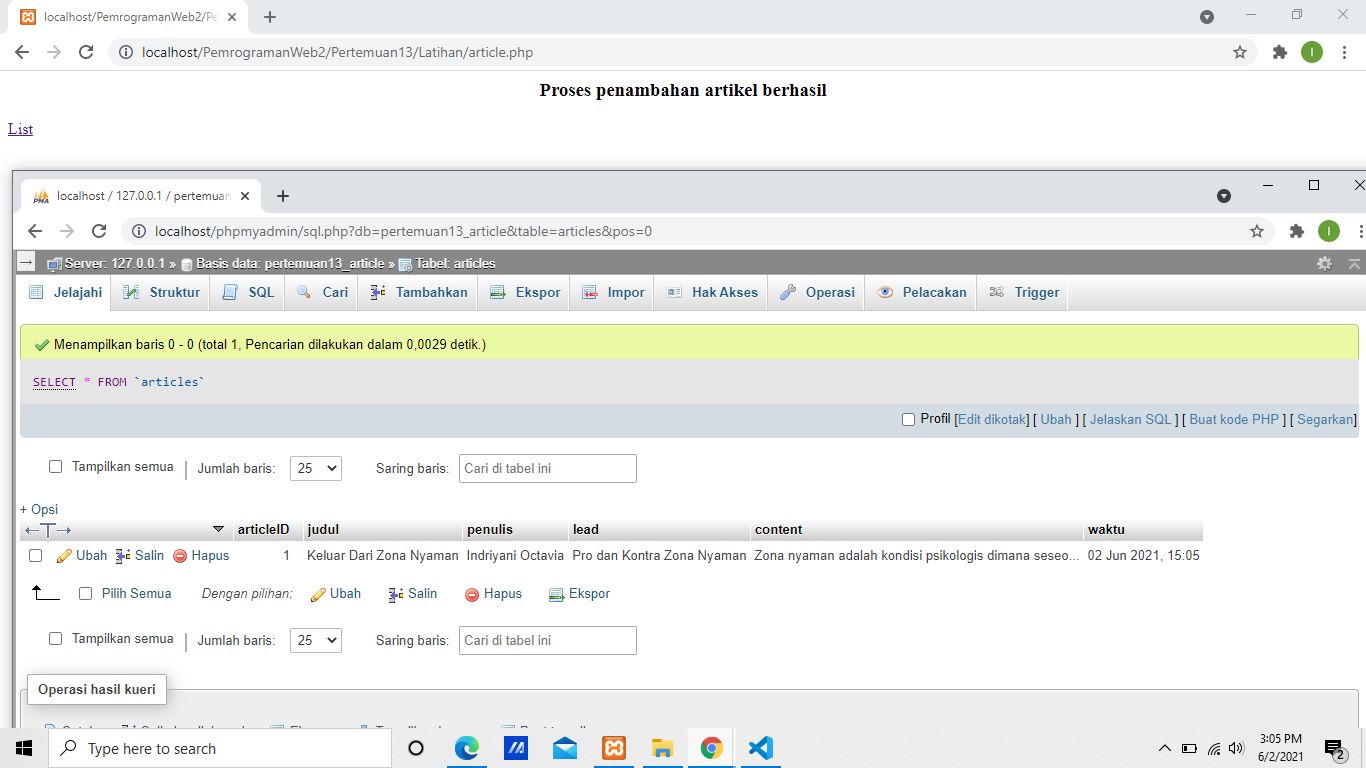 localhost/PemrogramanWeb2/Pe
localhost/PemrogramanWeb2/Pertemuan13/Latihan/article.php
I
Proses penambahan artikel berhasil
List
localhost / 127.0.0.1 / pertemuan
localhost/phpmyadmin/sql.php?db=pertemuan13_article&table=articles&pos=0
I
Server: 127.0.0.1 » Basis data: pertemuan13_article » Tabel: articles
Jelajahi Struktur SQL Cari Tambahkan Ekspor Impor Hak Akses Operasi Pelacakan Trigger
Menampilkan baris 0 - 0 (total 1, Pencarian dilakukan dalam 0,0029 detik.)
SELECT * FROM `articles`
Profil [Edit dikotak] [ Ubah ] [ Jelaskan SQL ] [ Buat kode PHP ] [ Segarkan]
Tampilkan semua | Jumlah baris: 25 Saring baris: Cari di tabel ini
+ Opsi
←T→ articleID judul penulis lead content waktu
Ubah Salin Hapus 1 Keluar Dari Zona Nyaman Indriyani Octavia Pro dan Kontra Zona Nyaman Zona nyaman adalah kondisi psikologis dimana seseo... 02 Jun 2021, 15:05
Pilih Semua Dengan pilihan: Ubah Salin Hapus Ekspor
Tampilkan semua | Jumlah baris: 25 Saring baris: Cari di tabel ini
Operasi hasil kueri
Type here to search
3:05 PM
6/2/2021
2